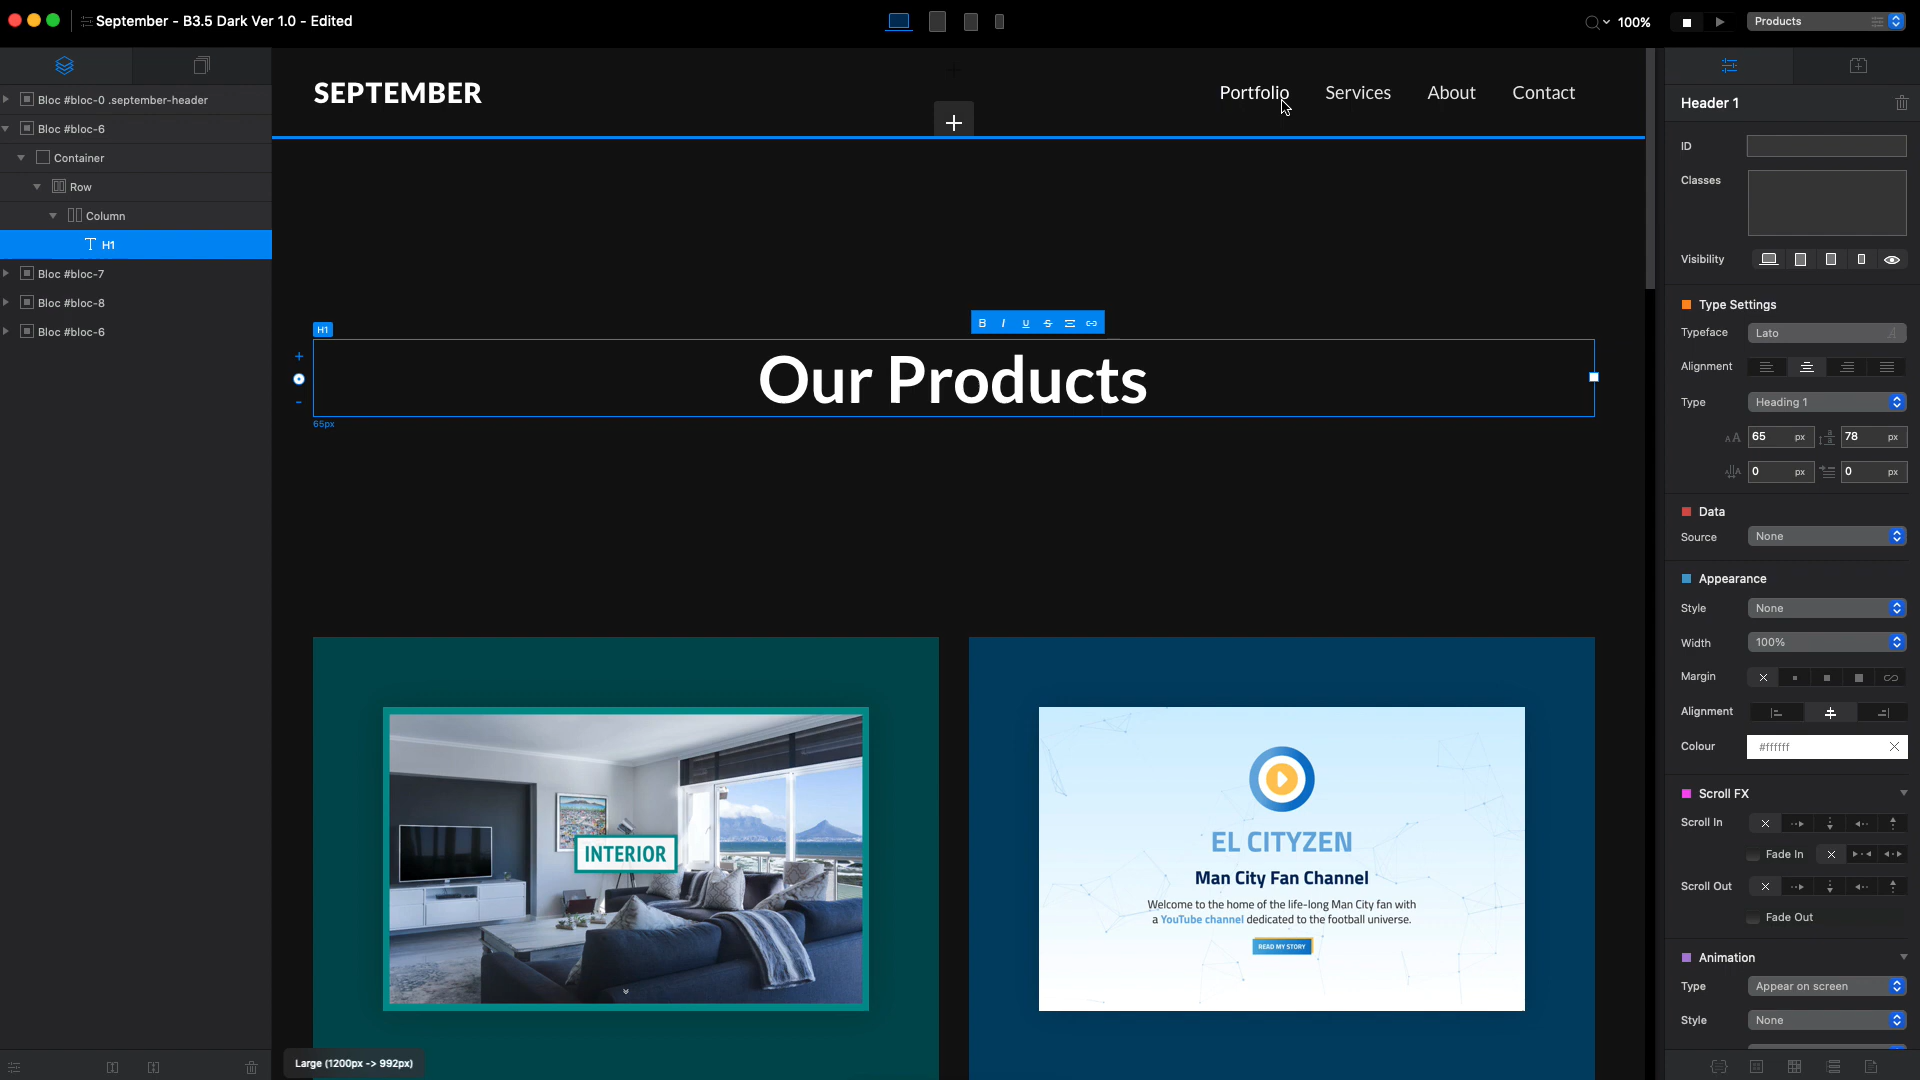 September - B3.5 Dark Ver 1.0 - Edited
100%
Products
Bloc #bloc-0 .september-header
Bloc #bloc-6
Container
Row
Column
H1
Bloc #bloc-7
Bloc #bloc-8
Bloc #bloc-6
SEPTEMBER
Portfolio
Services
About
Contact
H1
B I U S
Our Products
65px
INTERIOR
EL CITYZEN
Man City Fan Channel
Welcome to the home of the life-long Man City fan with
a YouTube channel dedicated to the football universe.
READ MY STORY
Large (1200px -> 992px)
Header 1
ID
Classes
Visibility
Type Settings
Typeface
Lato
Alignment
Type
Heading 1
65 px
78 px
0 px
0 px
Data
Source
None
Appearance
Style
None
Width
100%
Margin
Alignment
Colour
#ffffff
Scroll FX
Scroll In
Fade In
Scroll Out
Fade Out
Animation
Type
Appear on screen
Style
None